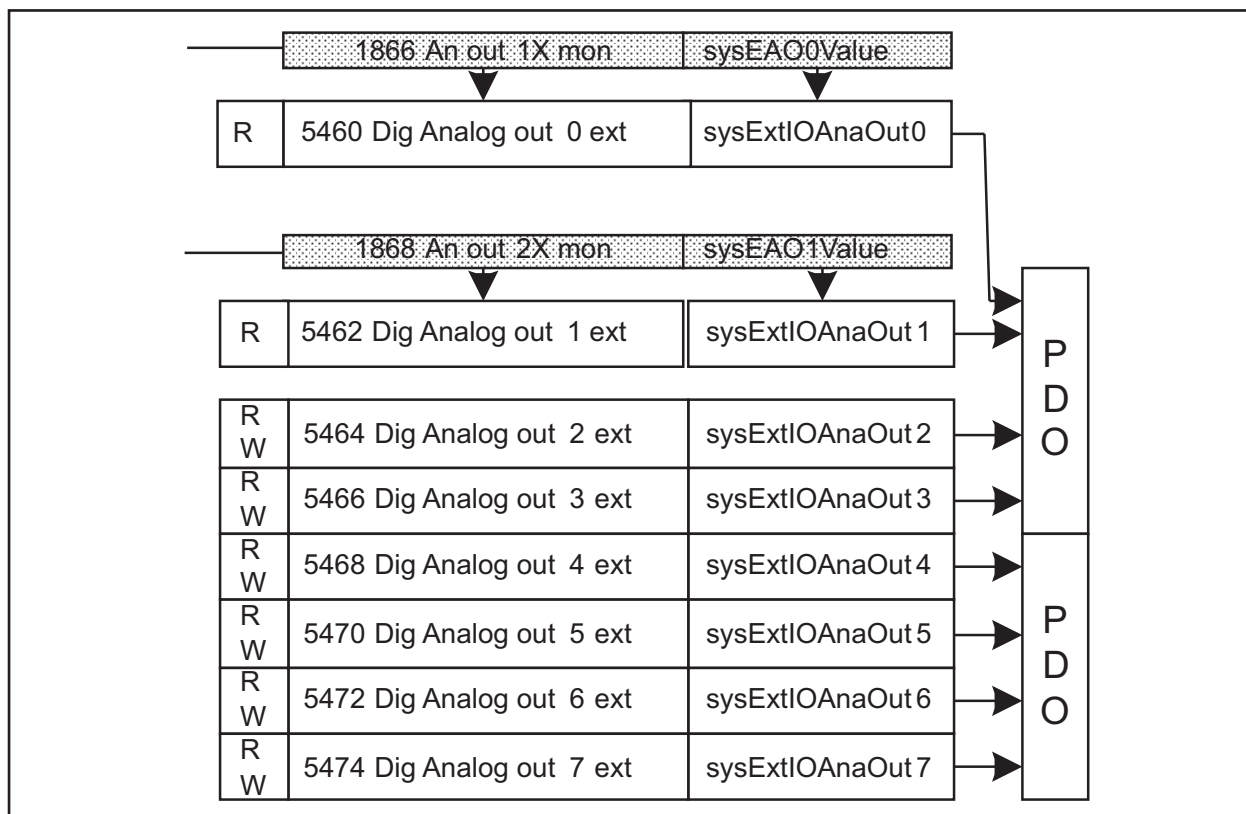 1866 An out 1X mon sysEAO0Value
R 5460 Dig Analog out 0 ext sysExtIOAnaOut0
1868 An out 2X mon sysEAO1Value
R 5462 Dig Analog out 1 ext sysExtIOAnaOut1
R W 5464 Dig Analog out 2 ext sysExtIOAnaOut2
R W 5466 Dig Analog out 3 ext sysExtIOAnaOut3
PDO
R W 5468 Dig Analog out 4 ext sysExtIOAnaOut4
R W 5470 Dig Analog out 5 ext sysExtIOAnaOut5
R W 5472 Dig Analog out 6 ext sysExtIOAnaOut6
R W 5474 Dig Analog out 7 ext sysExtIOAnaOut7
PDO